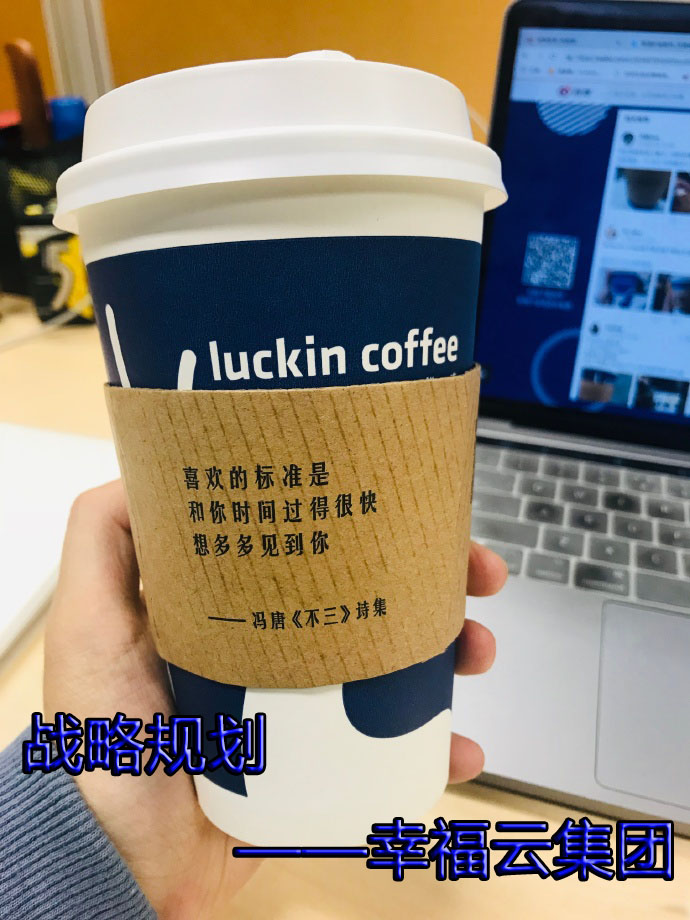 luckin coffee
喜欢的标准是
和你时间过得很快
想多多见到你
——冯唐《不三》诗集
战略规划
———幸福云集团